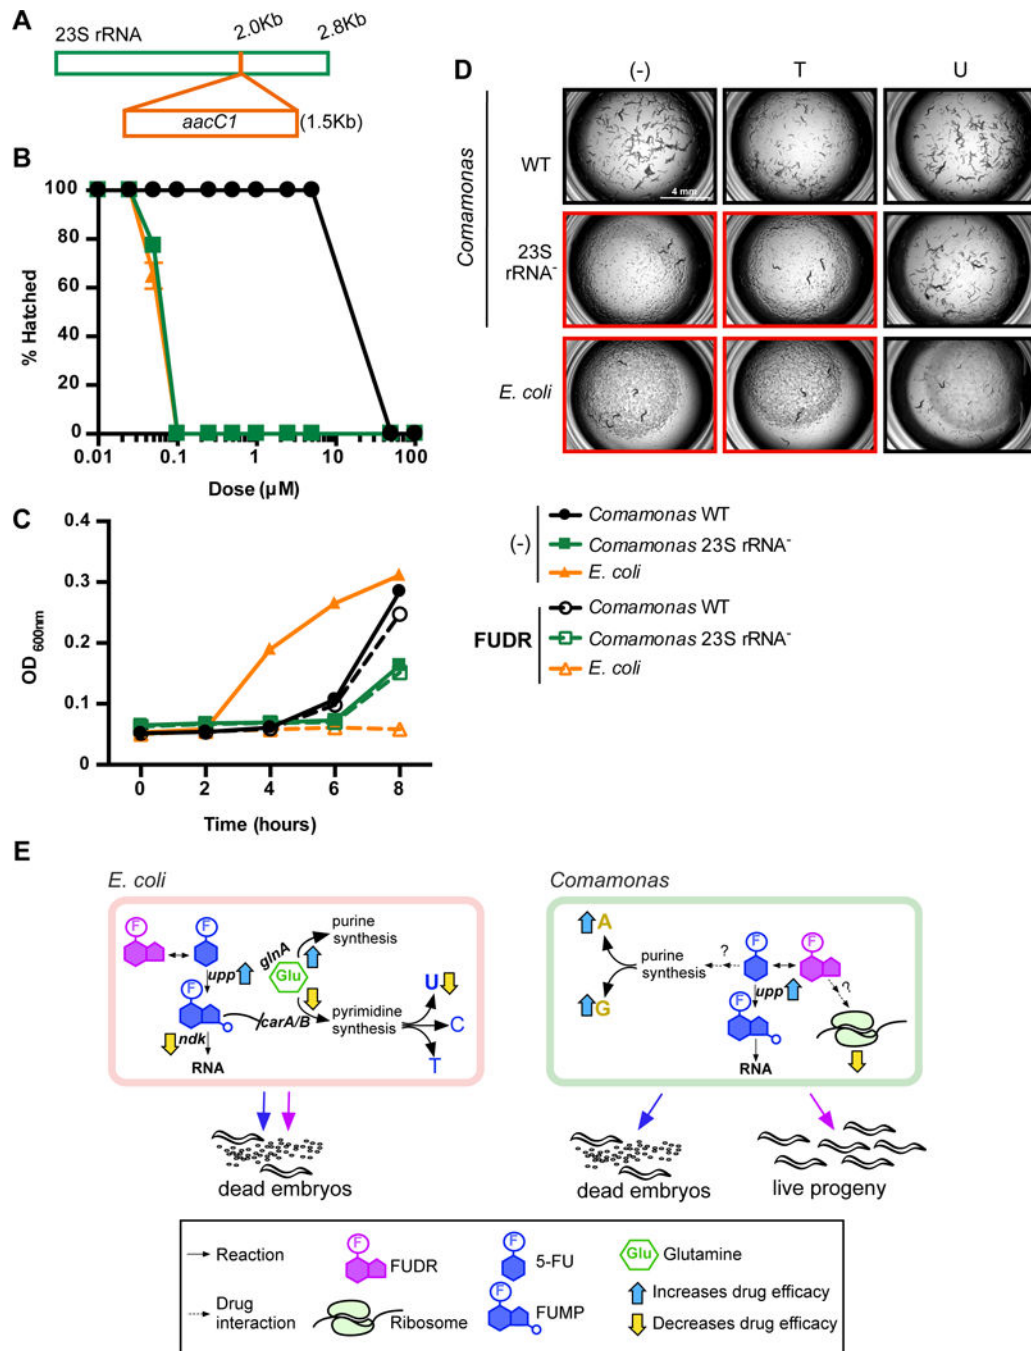 A
23S rRNA
2.0Kb
2.8Kb
aacC1
(1.5Kb)
B
% Hatched
100
80
60
40
20
0
0.01 0.1 1 10 100
Dose (µM)
C
OD 600nm
0.4
0.3
0.2
0.1
0
0 2 4 6 8
Time (hours)
D
(-) T U
Comamonas
WT
4 mm
23S
rRNA-
E. coli
(-)
Comamonas WT
Comamonas 23S rRNA-
E. coli
FUDR
Comamonas WT
Comamonas 23S rRNA-
E. coli
E
E. coli
F
F
upp
F
ndk
RNA
glnA
Glu
purine
synthesis
carA/B
pyrimidine
synthesis
U
C
T
dead embryos
Comamonas
A
G
purine
synthesis
?
F
F
upp
?
F
RNA
dead embryos
live progeny
Reaction
Drug
interaction
F
FUDR
Ribosome
F
5-FU
F
FUMP
Glu
Glutamine
Increases drug efficacy
Decreases drug efficacy